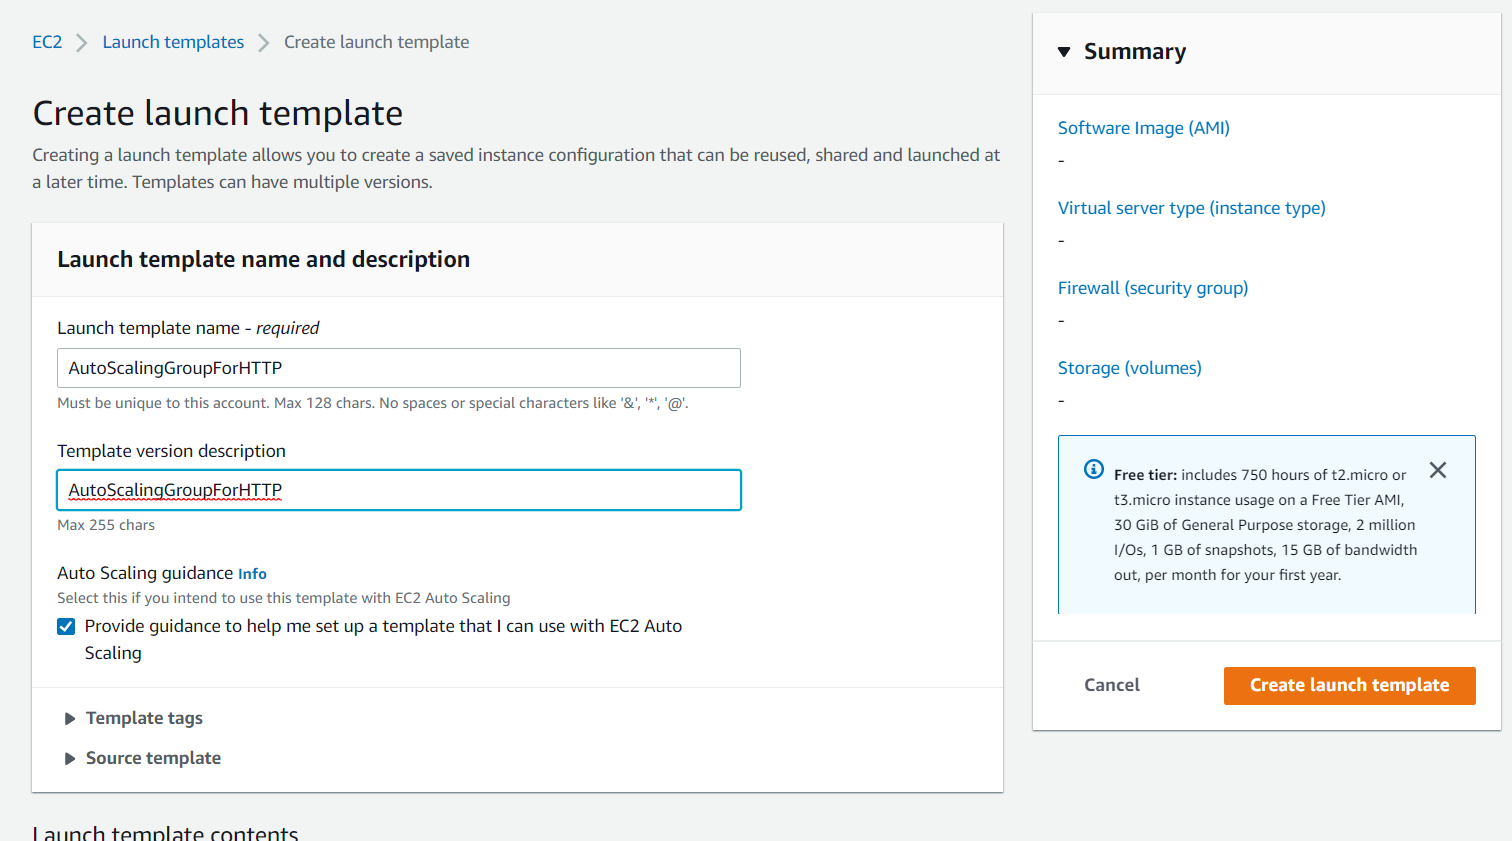 EC2 Launch templates Create launch template
Create launch template
Creating a launch template allows you to create a saved instance configuration that can be reused, shared and launched at
a later time. Templates can have multiple versions.
Launch template name and description
Launch template name - required
AutoScalingGroupForHTTP
Must be unique to this account. Max 128 chars. No spaces or special characters like '&', '*', '@'.
Template version description
AutoScalingGroupForHTTP
Max 255 chars
Auto Scaling guidance Info
Select this if you intend to use this template with EC2 Auto Scaling
Provide guidance to help me set up a template that I can use with EC2 Auto
Scaling
Template tags
Source template
Launch template contents
Summary
Software Image (AMI)
-
Virtual server type (instance type)
-
Firewall (security group)
-
Storage (volumes)
-
Free tier: includes 750 hours of t2.micro or
t3.micro instance usage on a Free Tier AMI,
30 GiB of General Purpose storage, 2 million
I/Os, 1 GB of snapshots, 15 GB of bandwidth
out, per month for your first year.
Cancel
Create launch template